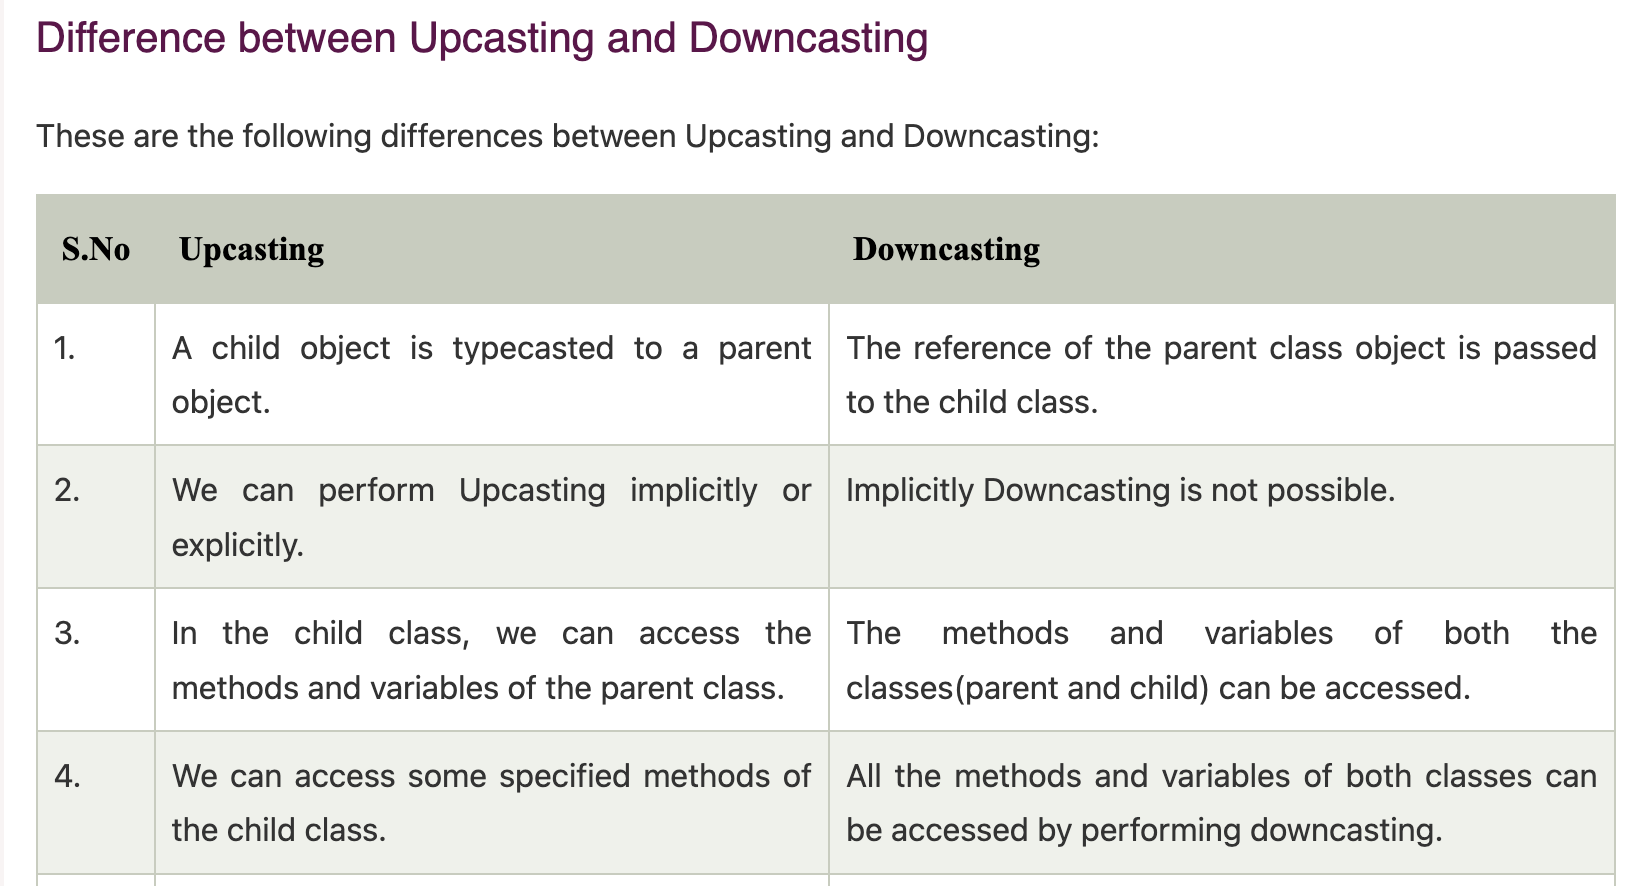 Difference between Upcasting and Downcasting
These are the following differences between Upcasting and Downcasting:
S.No Upcasting Downcasting
1. A child object is typecasted to a parent object. The reference of the parent class object is passed to the child class.
2. We can perform Upcasting implicitly or explicitly. Implicitly Downcasting is not possible.
3. In the child class, we can access the methods and variables of the parent class. The methods and variables of both the classes(parent and child) can be accessed.
4. We can access some specified methods of the child class. All the methods and variables of both classes can be accessed by performing downcasting.